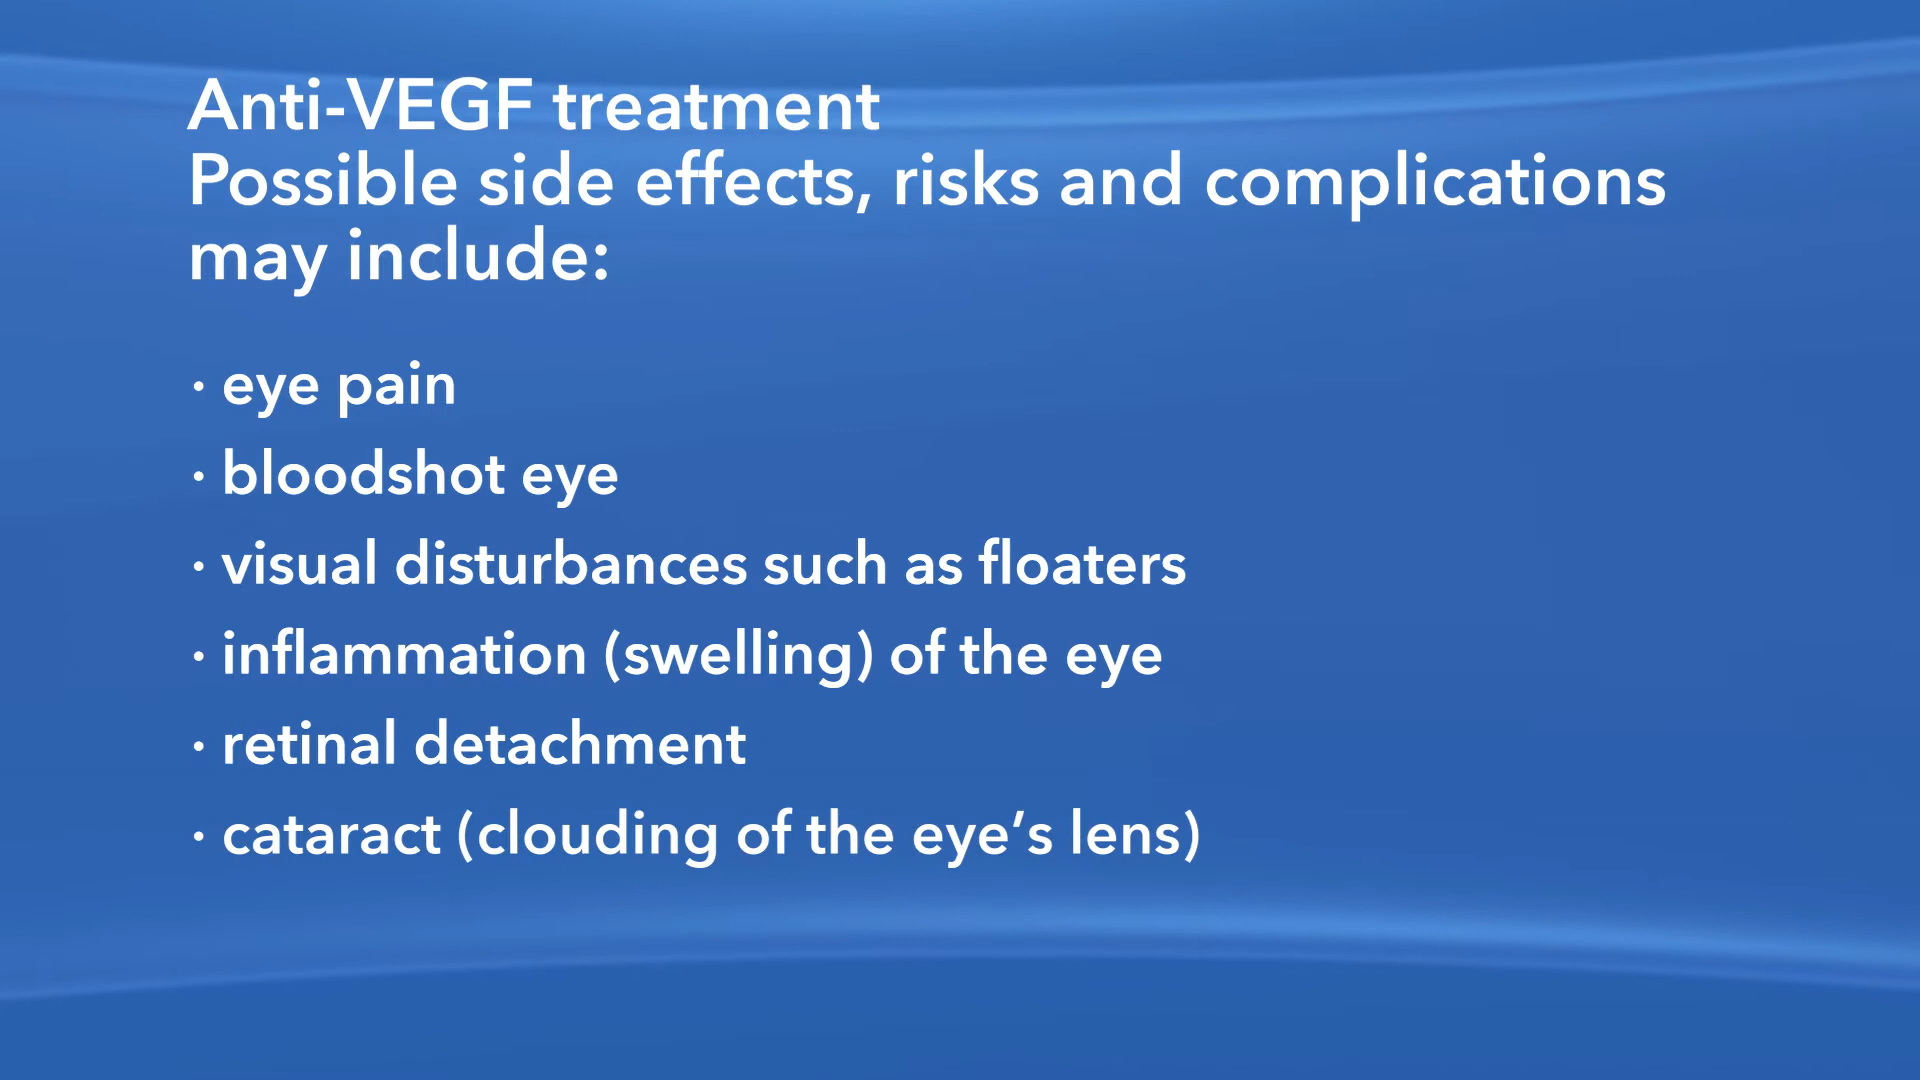 Anti-VEGF treatment
Possible side effects, risks and complications
may include:
· eye pain
· bloodshot eye
· visual disturbances such as floaters
· inflammation (swelling) of the eye
· retinal detachment
· cataract (clouding of the eye’s lens)